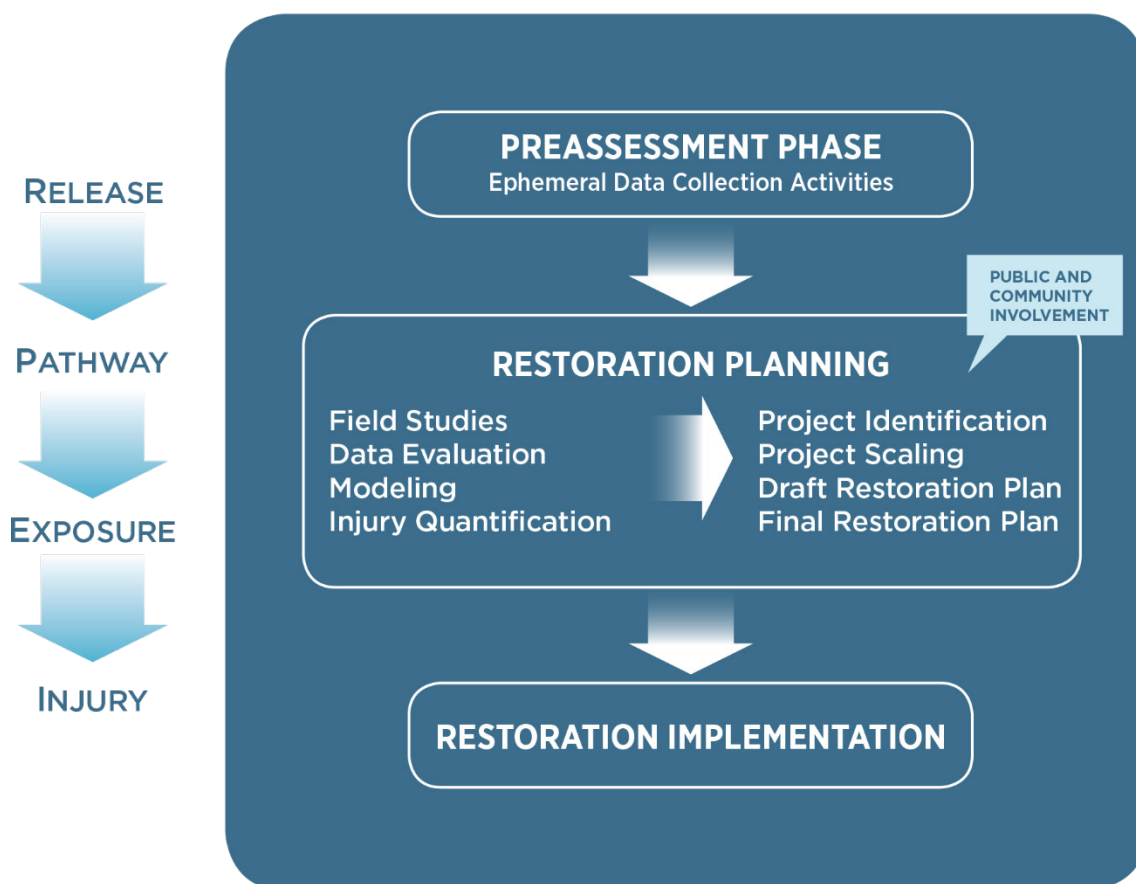 RELEASE
PATHWAY
EXPOSURE
INJURY
PREASSESSMENT PHASE
Ephemeral Data Collection Activities
PUBLIC AND
COMMUNITY
INVOLVEMENT
RESTORATION PLANNING
Field Studies
Data Evaluation
Modeling
Injury Quantification
Project Identification
Project Scaling
Draft Restoration Plan
Final Restoration Plan
RESTORATION IMPLEMENTATION